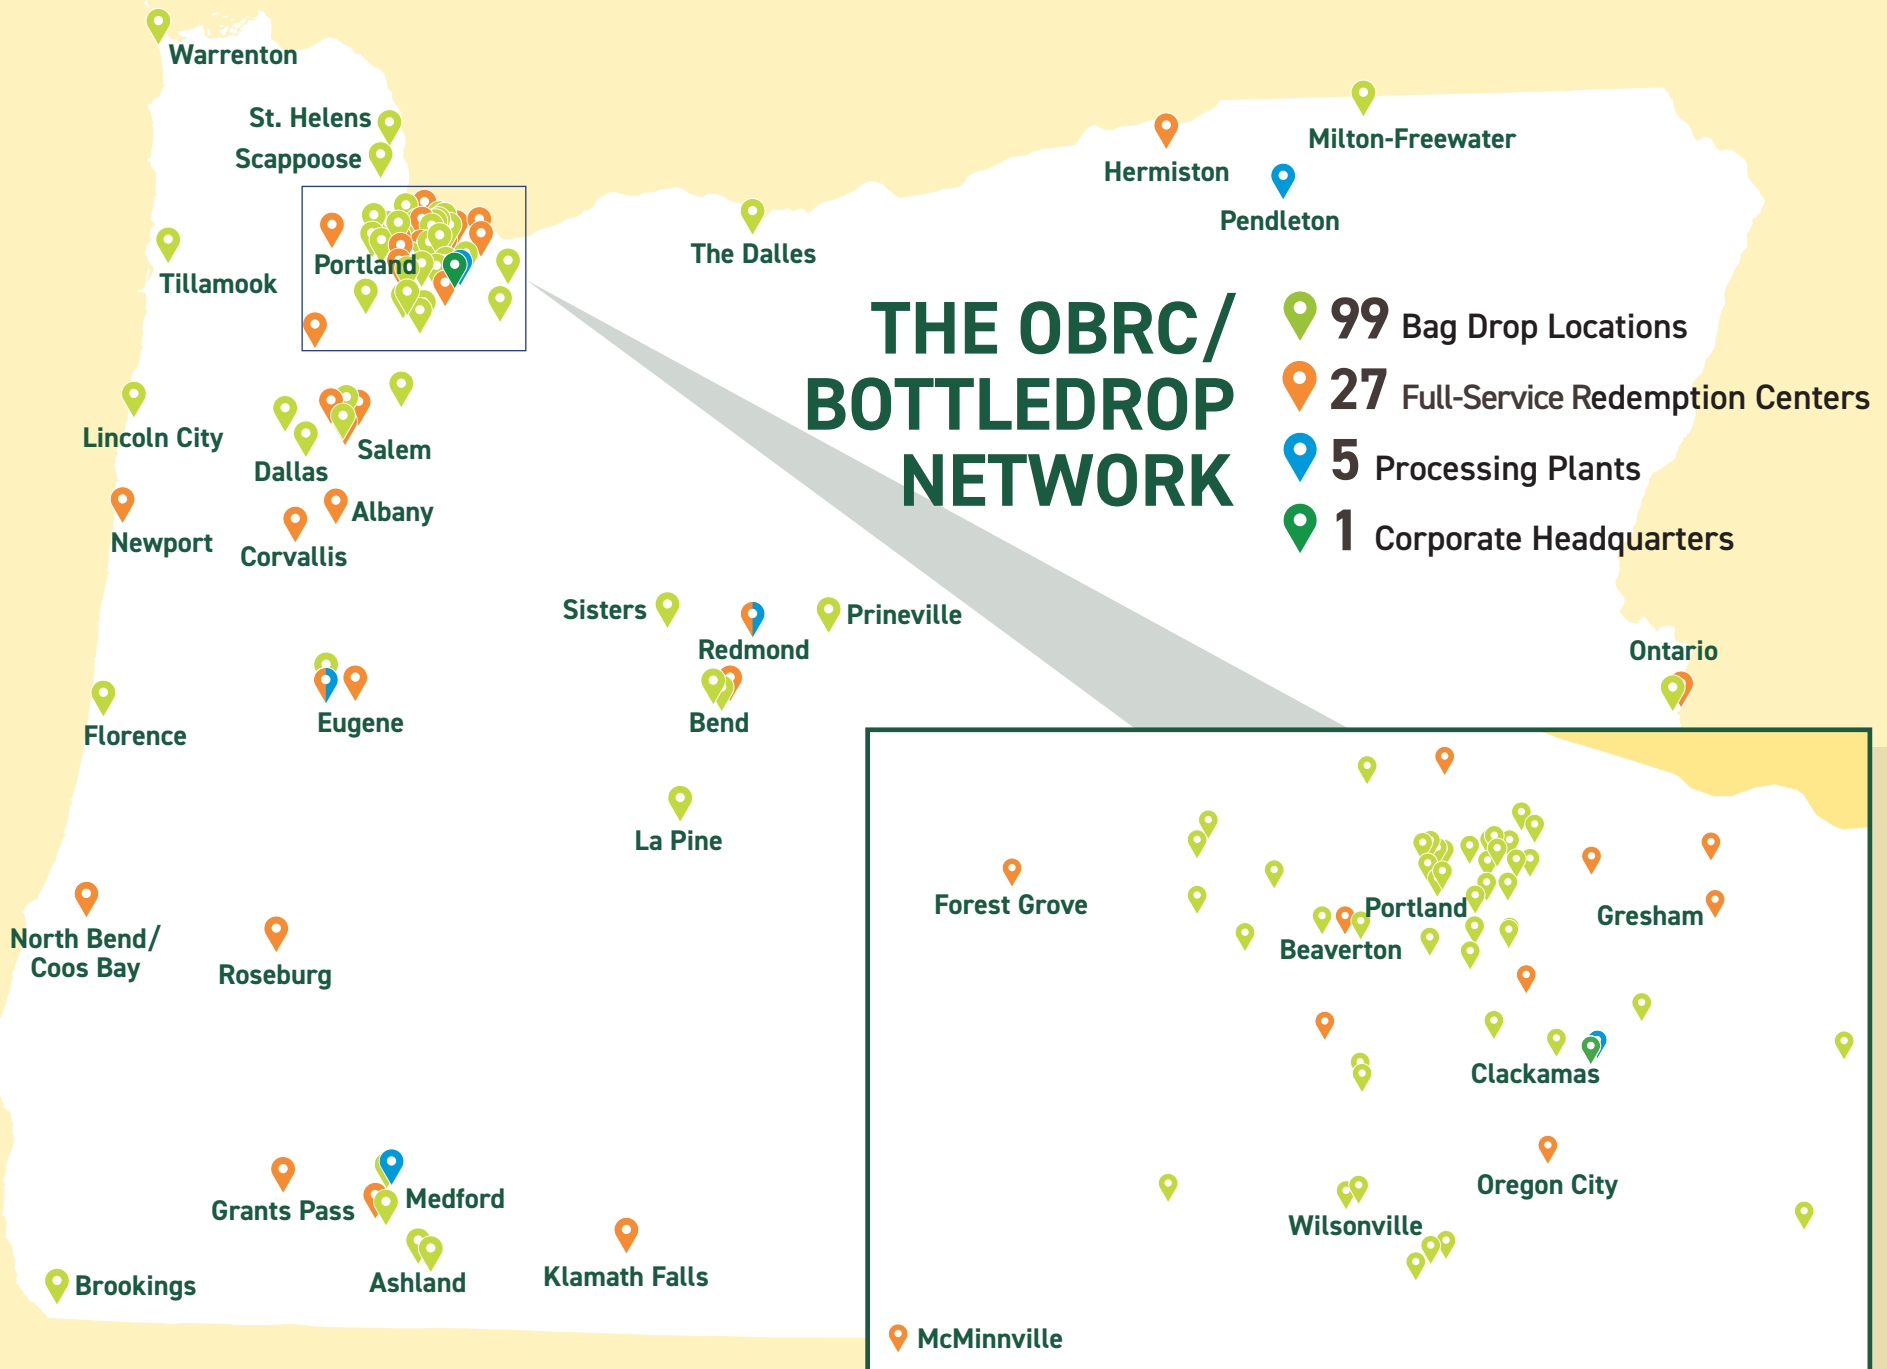 Warrenton
St. Helens
Scappoose
Portland
Tillamook
The Dalles
Hermiston
Milton-Freewater
Pendleton
THE OBRC/
BOTTLEDROP
NETWORK
99 Bag Drop Locations
27 Full-Service Redemption Centers
5 Processing Plants
1 Corporate Headquarters
Lincoln City
Salem
Dallas
Albany
Newport
Corvallis
Sisters
Redmond
Prineville
Ontario
Florence
Eugene
Bend
La Pine
North Bend/
Coos Bay
Roseburg
Grants Pass
Medford
Ashland
Klamath Falls
Brookings
Forest Grove
Portland
Gresham
Beaverton
Clackamas
Oregon City
Wilsonville
McMinnville